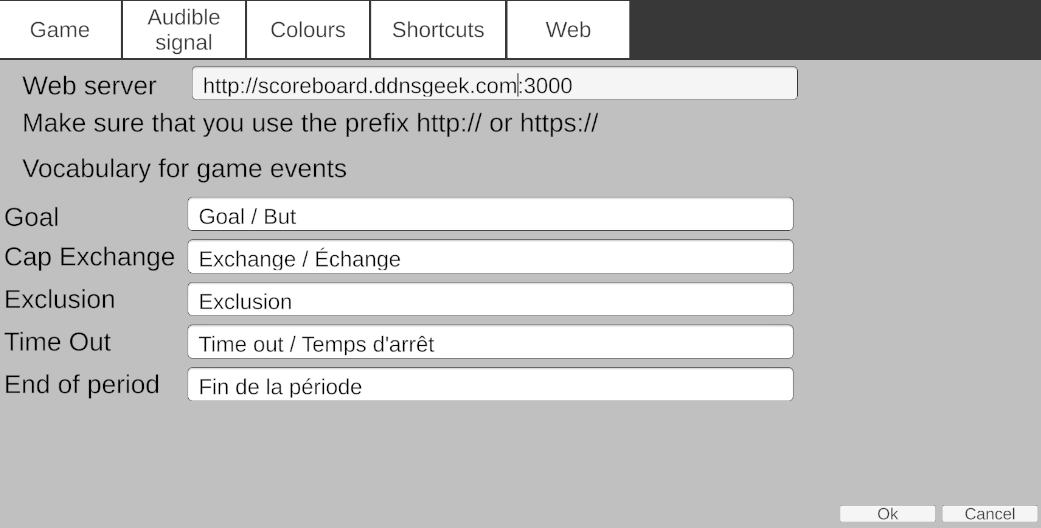 Game
Audible
signal
Colours
Shortcuts
Web
Web server
http://scoreboard.ddnsgeek.com:3000
Make sure that you use the prefix http:// or https://
Vocabulary for game events
Goal
Goal / But
Cap Exchange
Exchange / Échange
Exclusion
Exclusion
Time Out
Time out / Temps d'arrêt
End of period
Fin de la période
Ok
Cancel